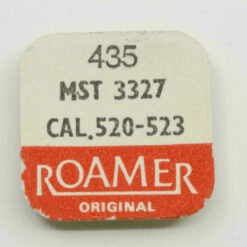 435
MST 3327
CAL.520-523
ROAMER
ORIGINAL